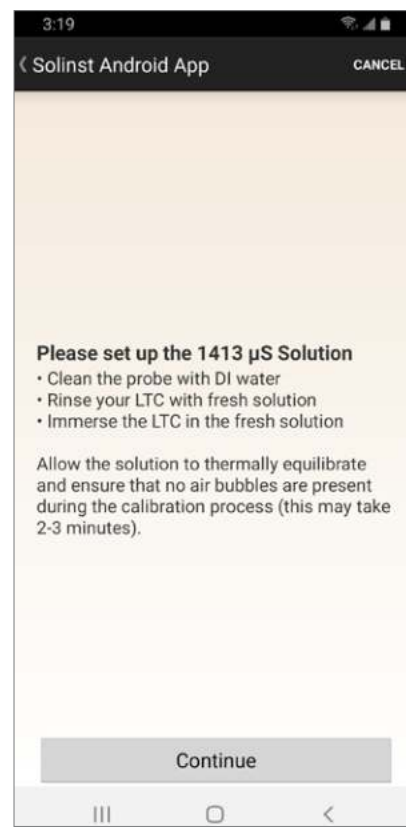 3:19
Solinst Android App
CANCEL
Please set up the 1413 µS Solution
• Clean the probe with DI water
• Rinse your LTC with fresh solution
• Immerse the LTC in the fresh solution
Allow the solution to thermally equilibrate
and ensure that no air bubbles are present
during the calibration process (this may take
2-3 minutes).
Continue